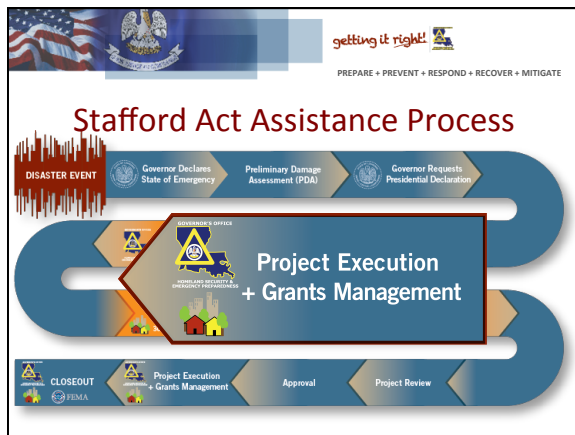 getting it right!
PREPARE + PREVENT + RESPOND + RECOVER + MITIGATE
Stafford Act Assistance Process
DISASTER EVENT
Governor Declares
State of Emergency
Preliminary Damage
Assessment (PDA)
Governor Requests
Presidential Declaration
GOVERNOR'S OFFICE
HOMELAND SECURITY &
EMERGENCY PREPAREDNESS
Project Execution
+ Grants Management
CLOSEOUT
FEMA
Project Execution
+ Grants Management
Approval
Project Review